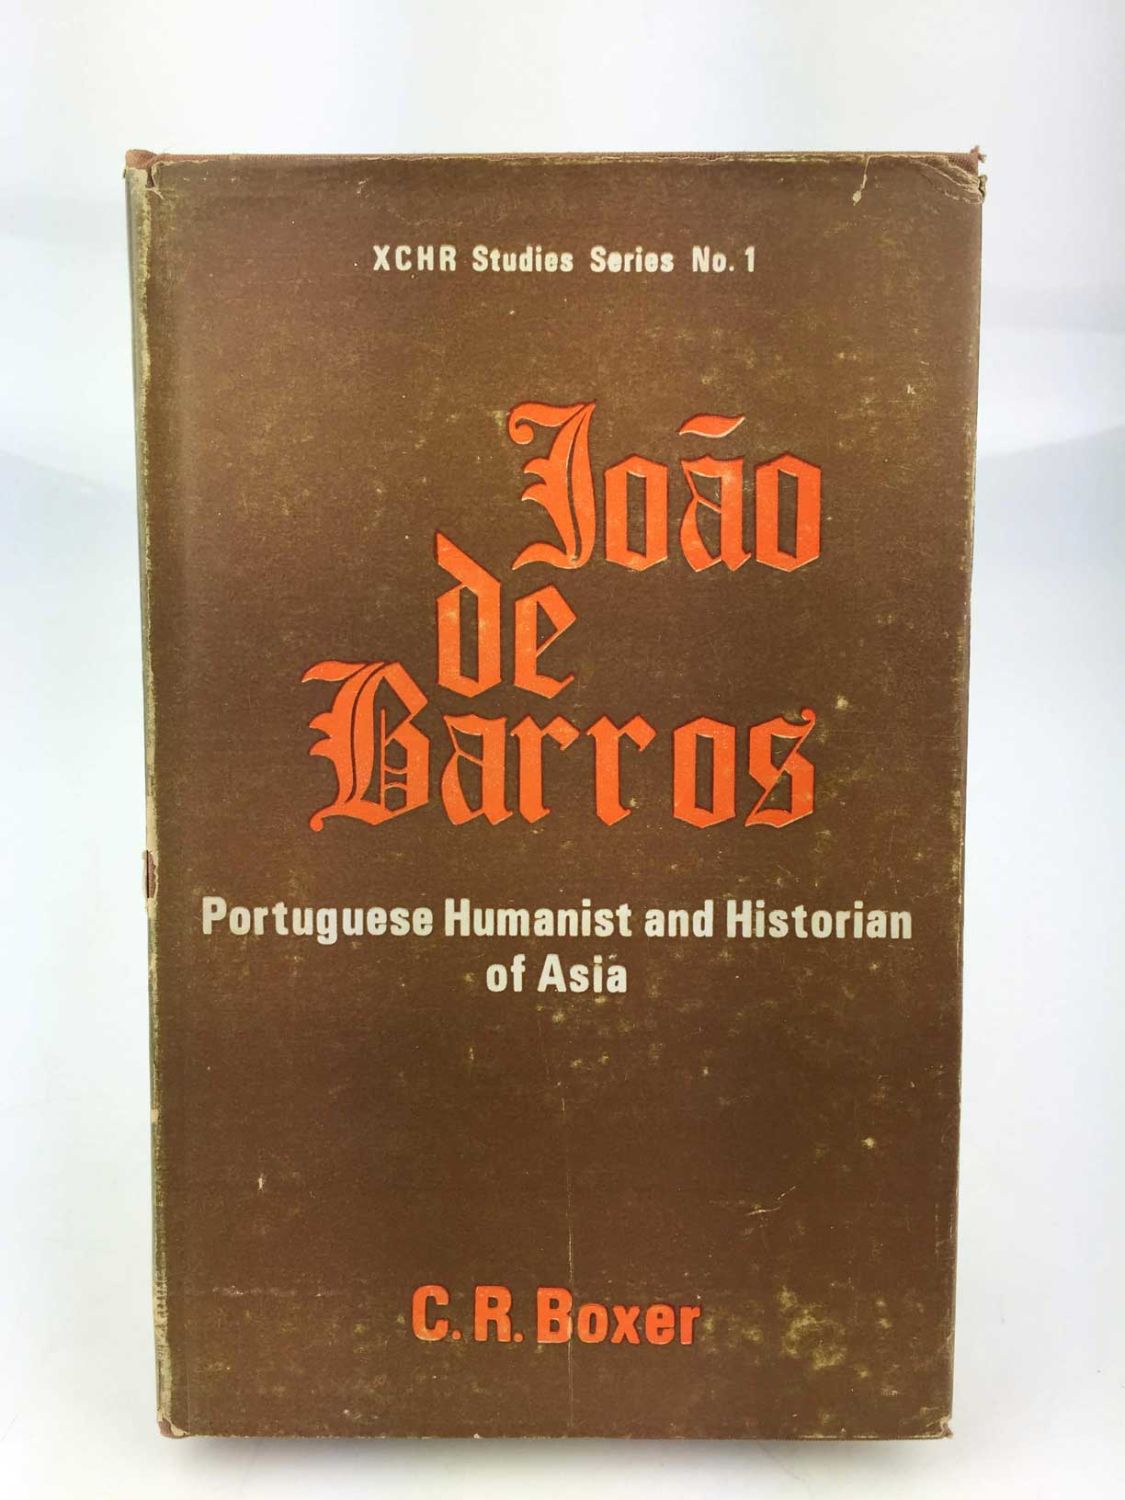 XCHR Studies Series No. 1
João
de
Barros
Portuguese Humanist and Historian
of Asia
C. R. Boxer